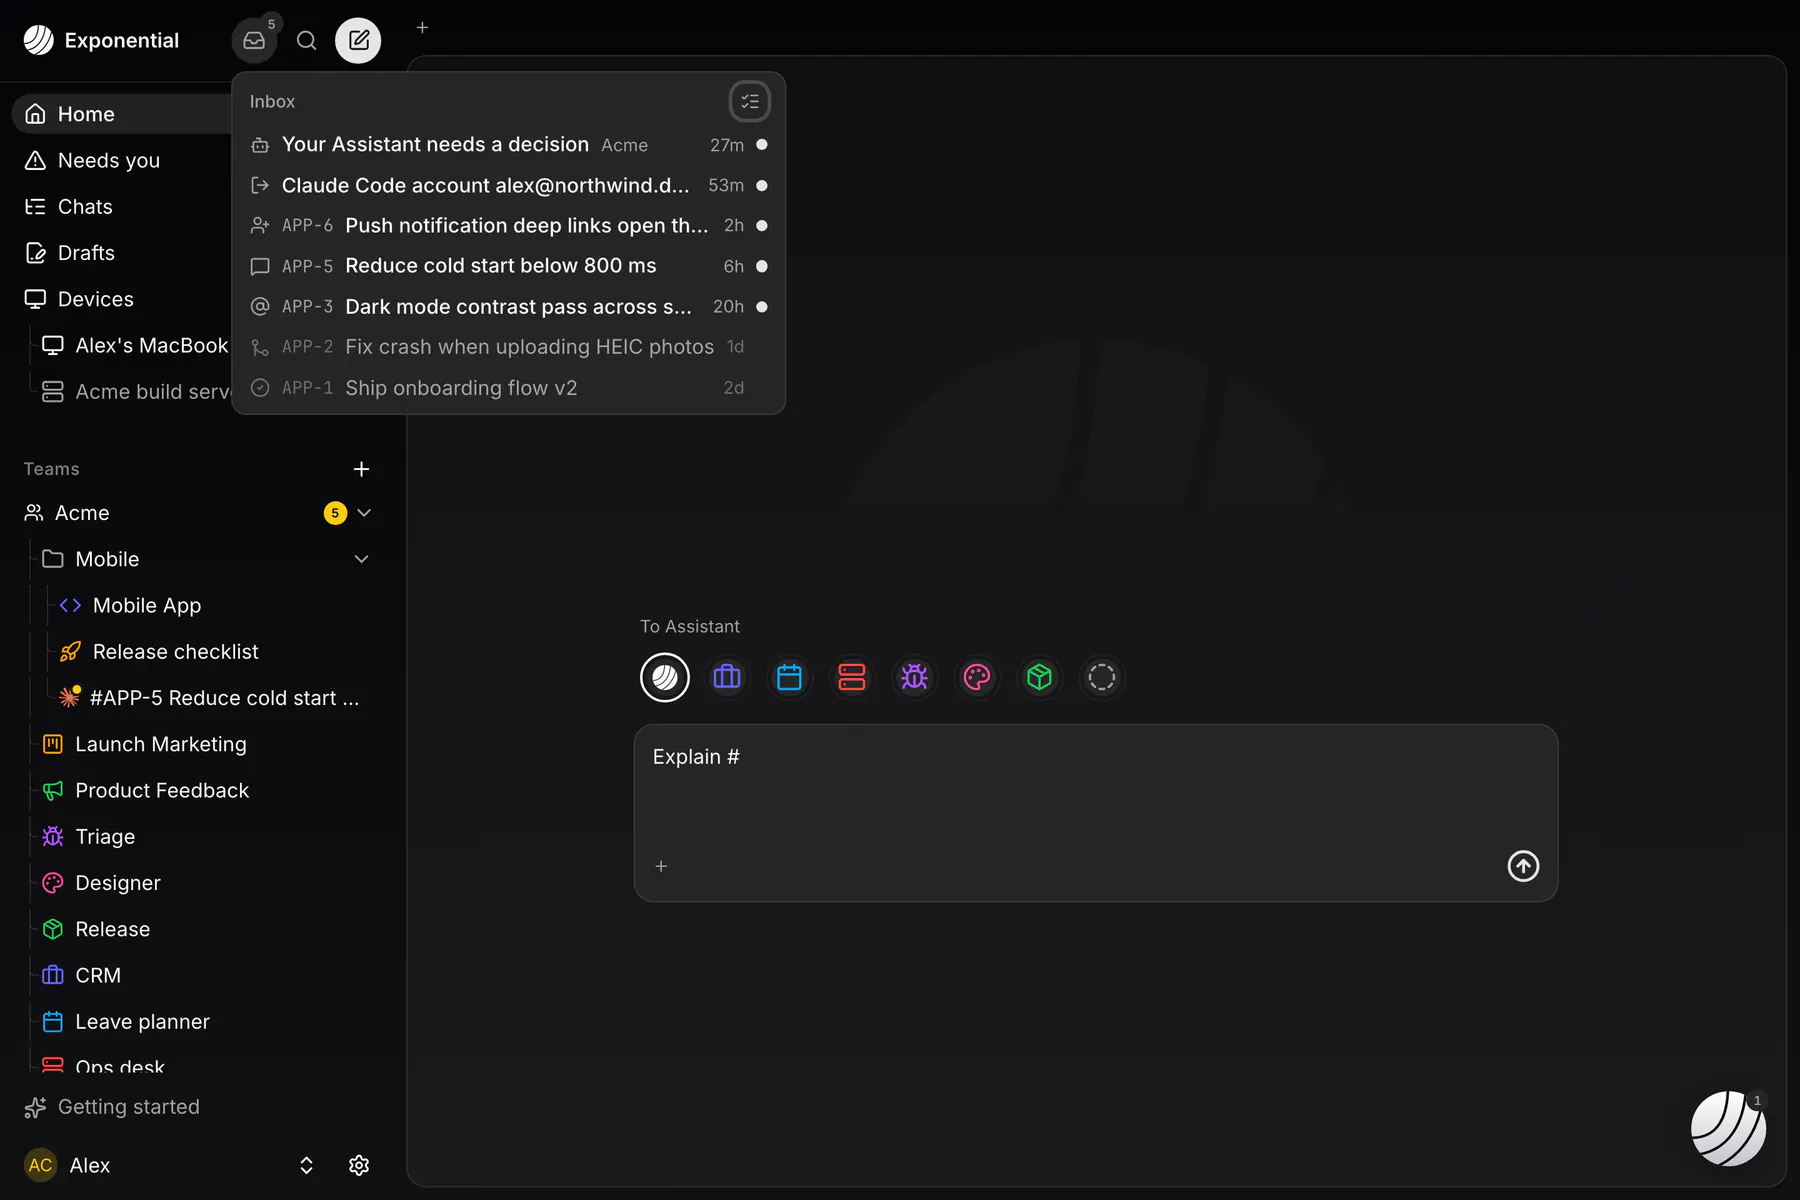 Exponential
5
Home
Needs you
Chats
Drafts
Devices
Alex's MacBook
Acme build serv
Inbox
Your Assistant needs a decision Acme 27m
Claude Code account alex@northwind.d... 53m
APP-6 Push notification deep links open th... 2h
APP-5 Reduce cold start below 800 ms 6h
APP-3 Dark mode contrast pass across s... 20h
APP-2 Fix crash when uploading HEIC photos 1d
APP-1 Ship onboarding flow v2 2d
Teams
Acme 5
Mobile
Mobile App
Release checklist
#APP-5 Reduce cold start ...
Launch Marketing
Product Feedback
Triage
Designer
Release
CRM
Leave planner
Ops desk
Getting started
AC Alex
To Assistant
Explain #
1